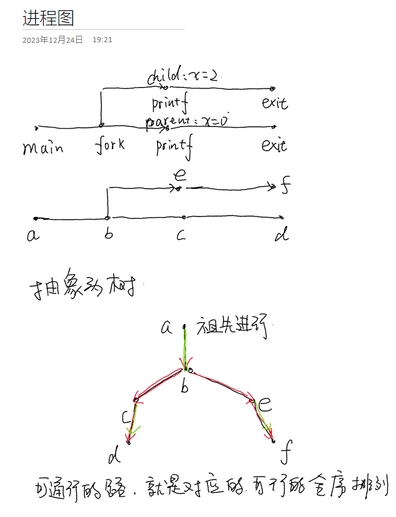 进程图
2023年12月24日 19:21
child: x=2
printf exit
parent: x=0
main fork printf exit
e f
a b c d
抽象为树
a 祖先进行
b
c e
d f
可通行的路,就是对应的可行的全序排列